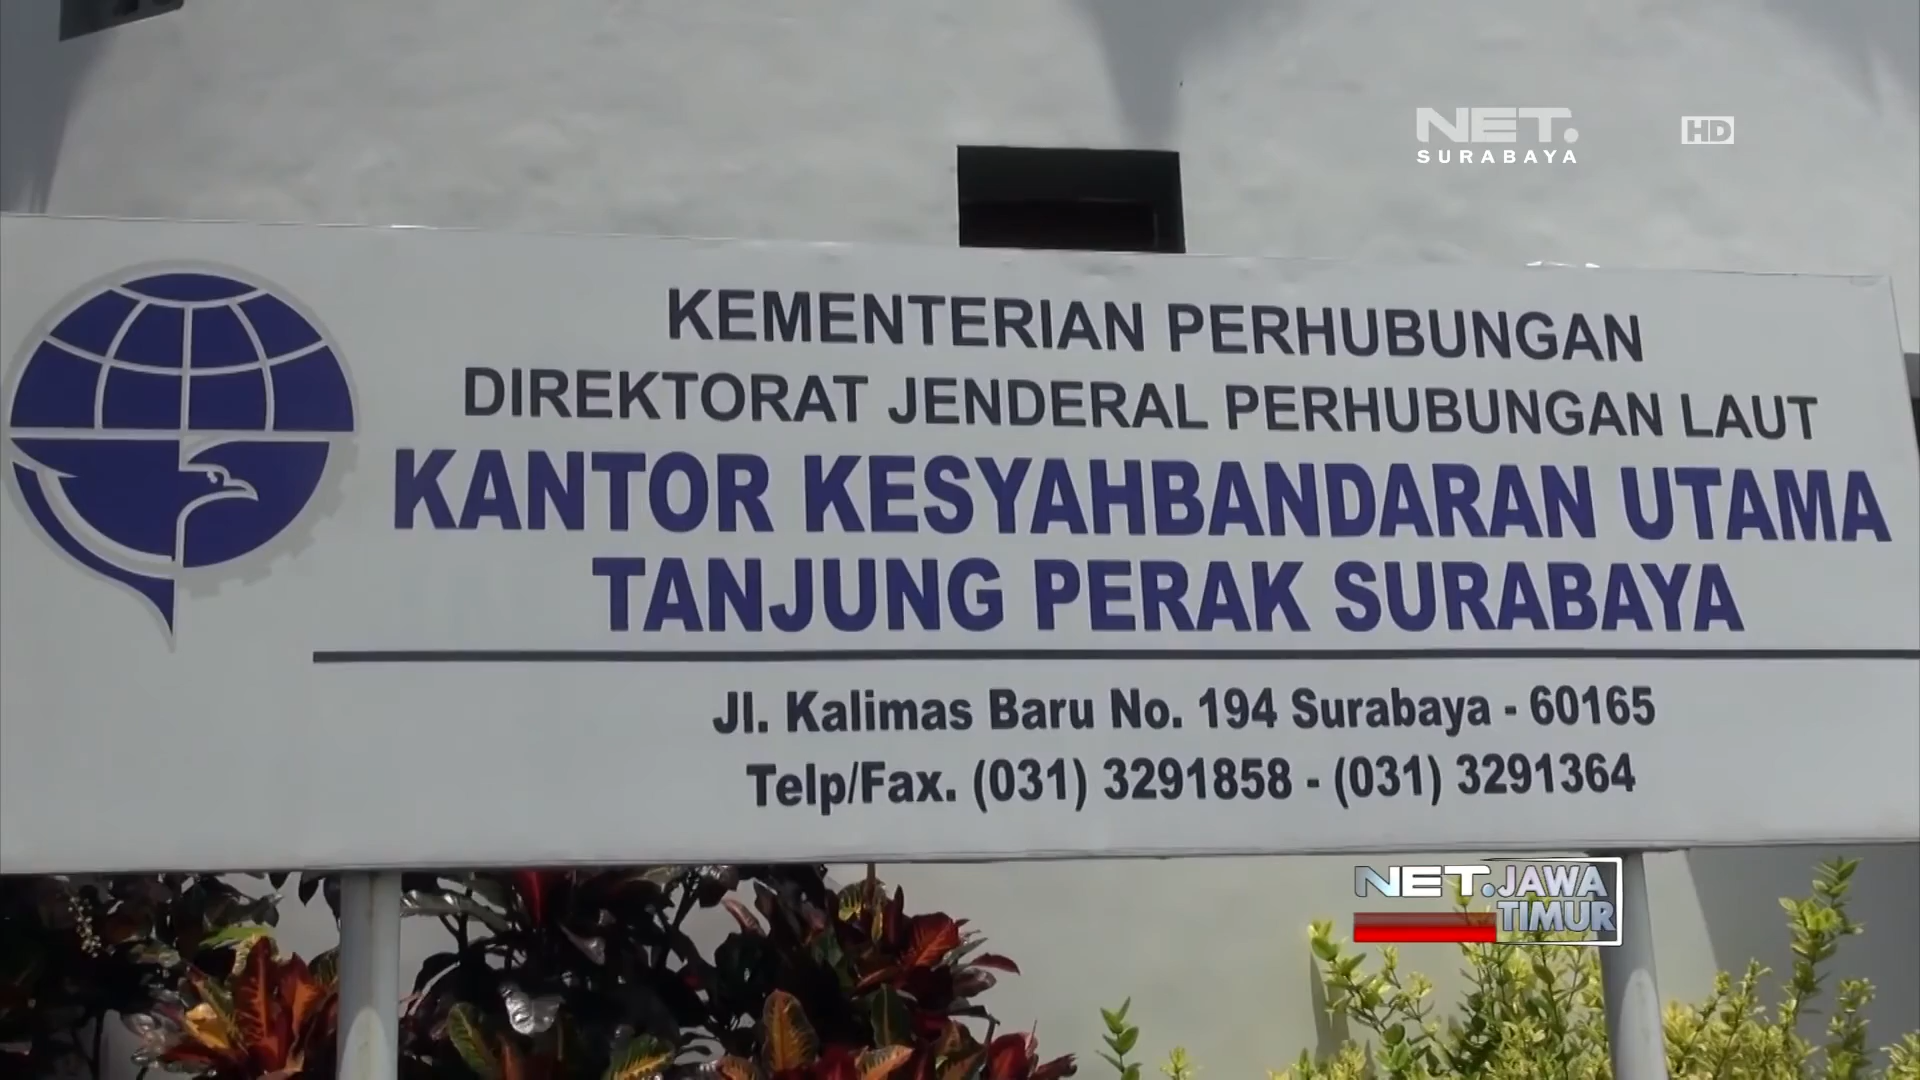 NET.
SURABAYA
HD
KEMENTERIAN PERHUBUNGAN
DIREKTORAT JENDERAL PERHUBUNGAN LAUT
KANTOR KESYAHBANDARAN UTAMA
TANJUNG PERAK SURABAYA
Jl. Kalimas Baru No. 194 Surabaya - 60165
Telp/Fax. (031) 3291858 - (031) 3291364
NET. JAWA
TIMUR